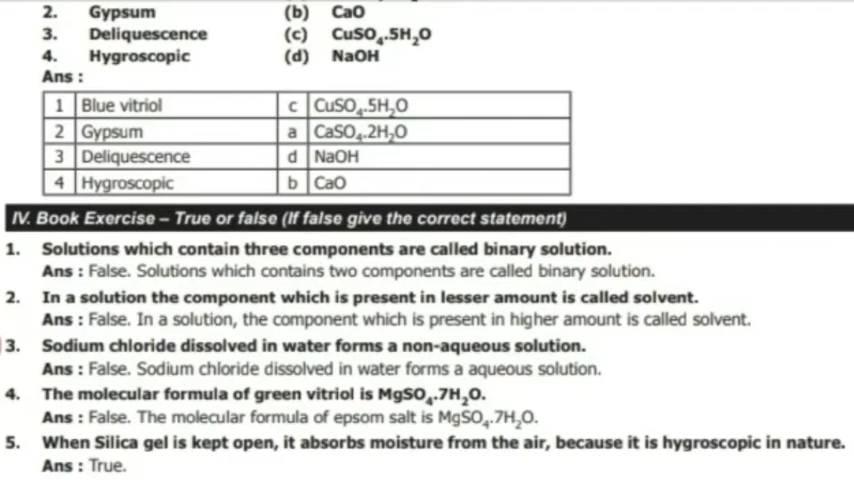 2. Gypsum (b) CaO
3. Deliquescence (c) CuSO₄.5H₂O
4. Hygroscopic (d) NaOH
Ans :
1 Blue vitriol c CuSO₄.5H₂O
2 Gypsum a CaSO₄.2H₂O
3 Deliquescence d NaOH
4 Hygroscopic b CaO
IV. Book Exercise – True or false (If false give the correct statement)
1. Solutions which contain three components are called binary solution.
Ans : False. Solutions which contains two components are called binary solution.
2. In a solution the component which is present in lesser amount is called solvent.
Ans : False. In a solution, the component which is present in higher amount is called solvent.
3. Sodium chloride dissolved in water forms a non-aqueous solution.
Ans : False. Sodium chloride dissolved in water forms a aqueous solution.
4. The molecular formula of green vitriol is MgSO₄.7H₂O.
Ans : False. The molecular formula of epsom salt is MgSO₄.7H₂O.
5. When Silica gel is kept open, it absorbs moisture from the air, because it is hygroscopic in nature.
Ans : True.